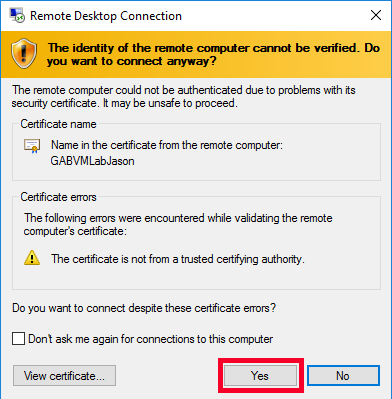 Remote Desktop Connection
The identity of the remote computer cannot be verified. Do
you want to connect anyway?
The remote computer could not be authenticated due to problems with its
security certificate. It may be unsafe to proceed.
Certificate name
Name in the certificate from the remote computer:
GABVMLabJason
Certificate errors
The following errors were encountered while validating the remote
computer's certificate:
The certificate is not from a trusted certifying authority.
Do you want to connect despite these certificate errors?
Don't ask me again for connections to this computer
View certificate... Yes No